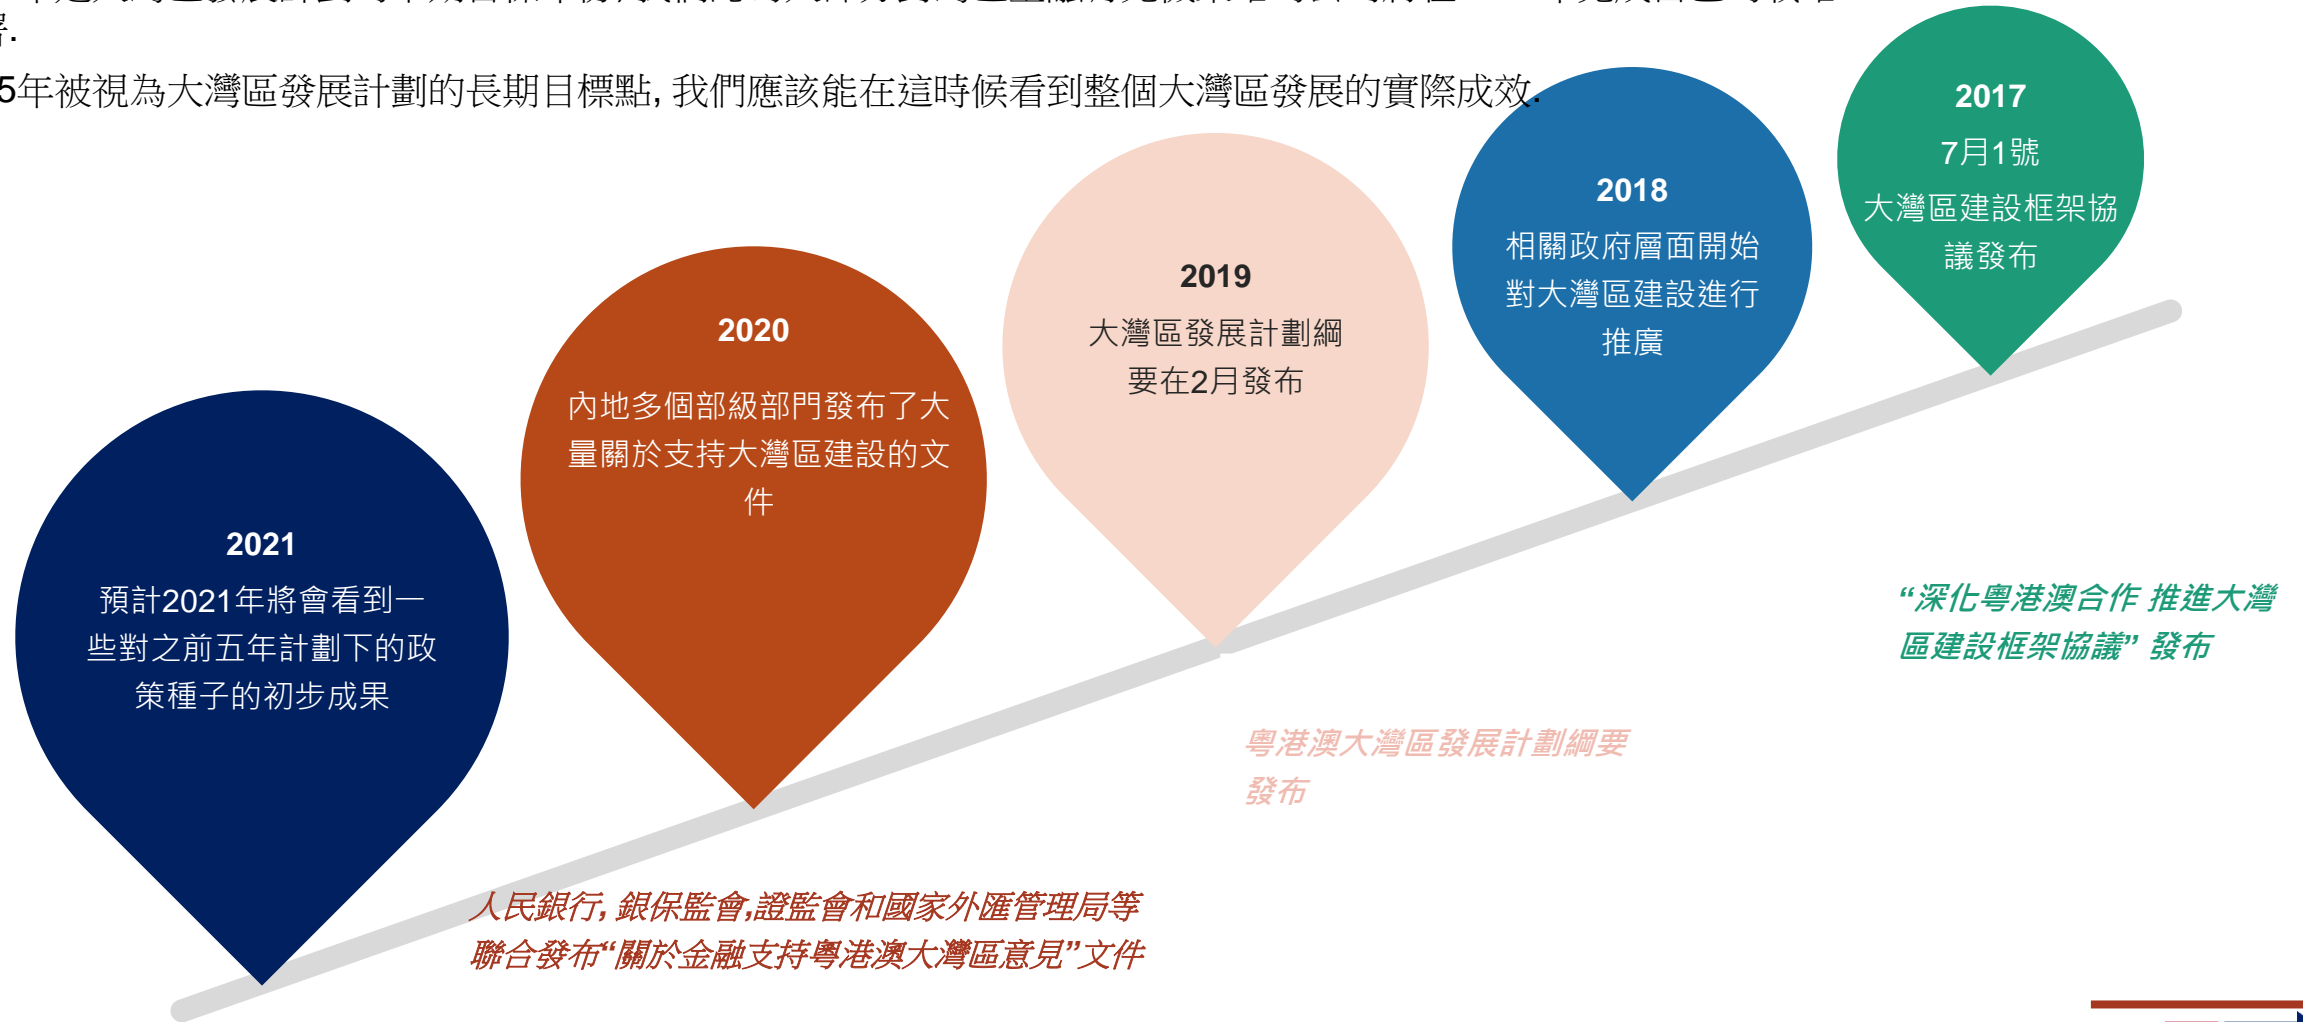 署.
5年被視為大灣區發展計劃的長期目標點, 我們應該能在這時候看到整個大灣區發展的實際成效.
2017
7月1號
大灣區建設框架協
議發布
2018
相關政府層面開始
對大灣區建設進行
推廣
2019
大灣區發展計劃綱
要在2月發布
2020
內地多個部級部門發布了大
量關於支持大灣區建設的文
件
2021
預計2021年將會看到一
些對之前五年計劃下的政
策種子的初步成果
“深化粵港澳合作 推進大灣
區建設框架協議” 發布
粵港澳大灣區發展計劃綱要
發布
人民銀行, 銀保監會,證監會和國家外匯管理局等
聯合發布“關於金融支持粵港澳大灣區意見”文件